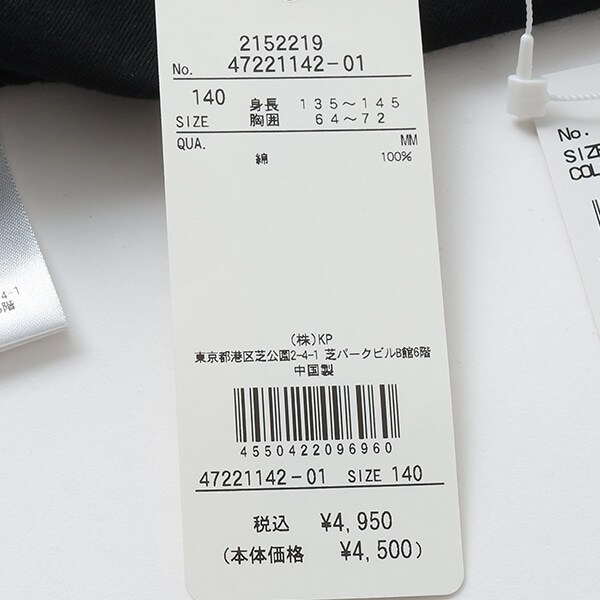 2152219
No. 47221142-01
140 身長 135～145
SIZE 胸囲 64～72
QUA. MM
綿 100%
(株)KP
東京都港区芝公園2-4-1 芝パークビルB館6階
中国製
4550422096960
47221142-01 SIZE 140
税込 ¥4,950
(本体価格 ¥4,500)
No.
SIZE
COL
4-1
階